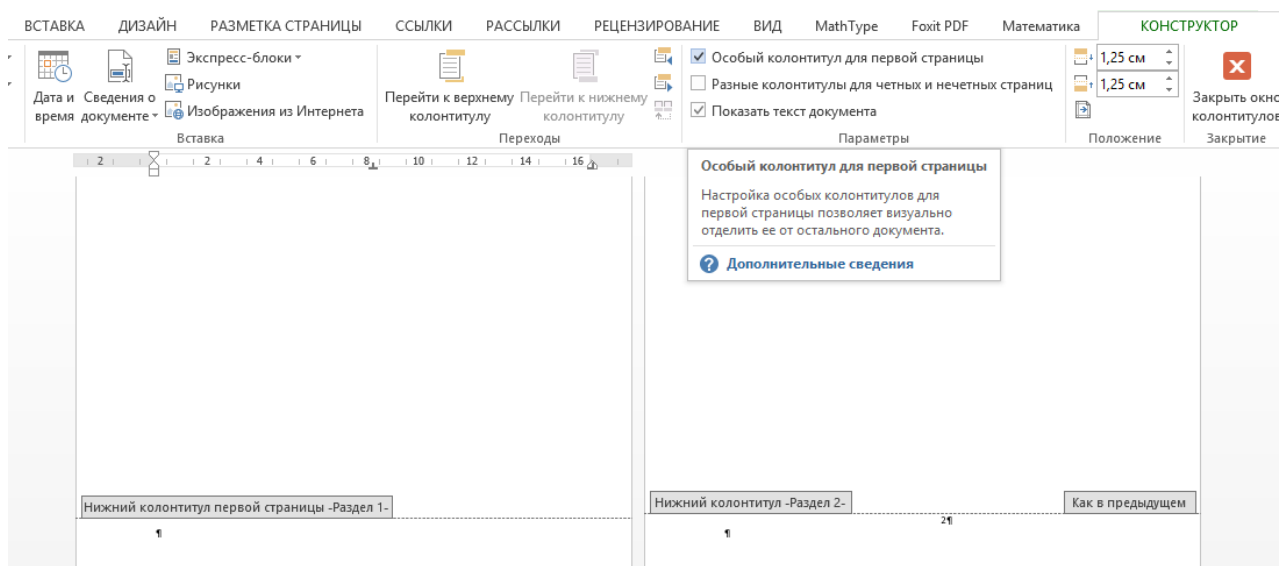 ВСТАВКА ДИЗАЙН РАЗМЕТКА СТРАНИЦЫ ССЫЛКИ РАССЫЛКИ РЕЦЕНЗИРОВАНИЕ ВИД MathType Foxit PDF Математика КОНСТРУКТОР
Дата и время
Сведения о документе
Экспресс-блоки
Рисунки
Изображения из Интернета
Вставка
Перейти к верхнему колонтитулу
Перейти к нижнему колонтитулу
Переходы
Особый колонтитул для первой страницы
Разные колонтитулы для четных и нечетных страниц
Показать текст документа
Параметры
1,25 см
1,25 см
Положение
Закрыть окно колонтитулов
Закрытие
2 2 4 6 8 10 12 14 16
Особый колонтитул для первой страницы
Настройка особых колонтитулов для
первой страницы позволяет визуально
отделить ее от остального документа.
? Дополнительные сведения
Нижний колонтитул первой страницы -Раздел 1-
¶
Нижний колонтитул -Раздел 2-
Как в предыдущем
2¶
¶